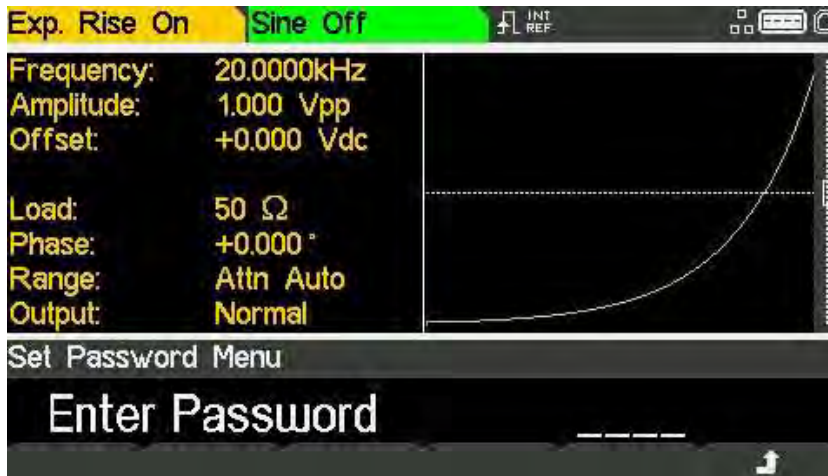 Exp. Rise On Sine Off INT REF
Frequency: 20.0000kHz
Amplitude: 1.000 Vpp
Offset: +0.000 Vdc
Load: 50 Ω
Phase: +0.000 °
Range: Attn Auto
Output: Normal
Set Password Menu
Enter Password ____